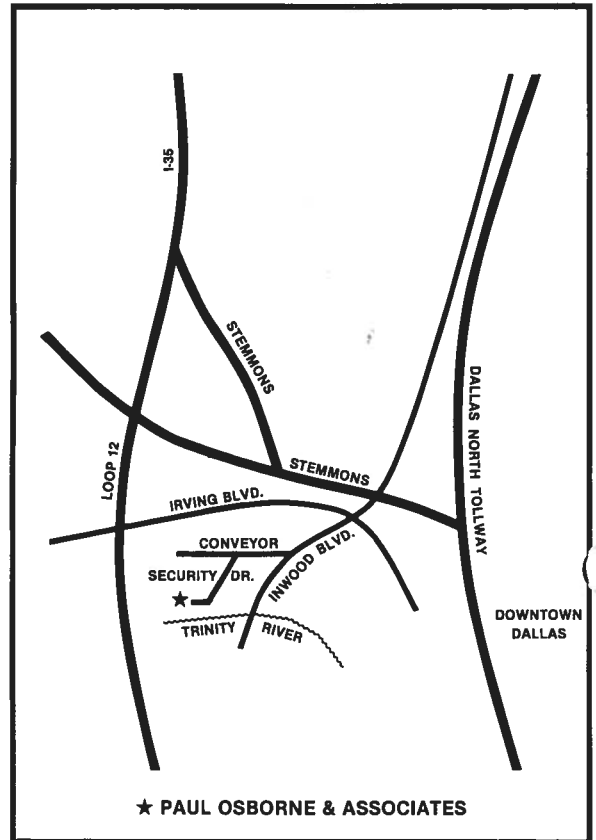 I-35
STEMMONS
DALLAS NORTH TOLLWAY
LOOP 12
STEMMONS
IRVING BLVD.
CONVEYOR
INWOOD BLVD.
SECURITY DR.
TRINITY RIVER
DOWNTOWN
DALLAS
★ PAUL OSBORNE & ASSOCIATES